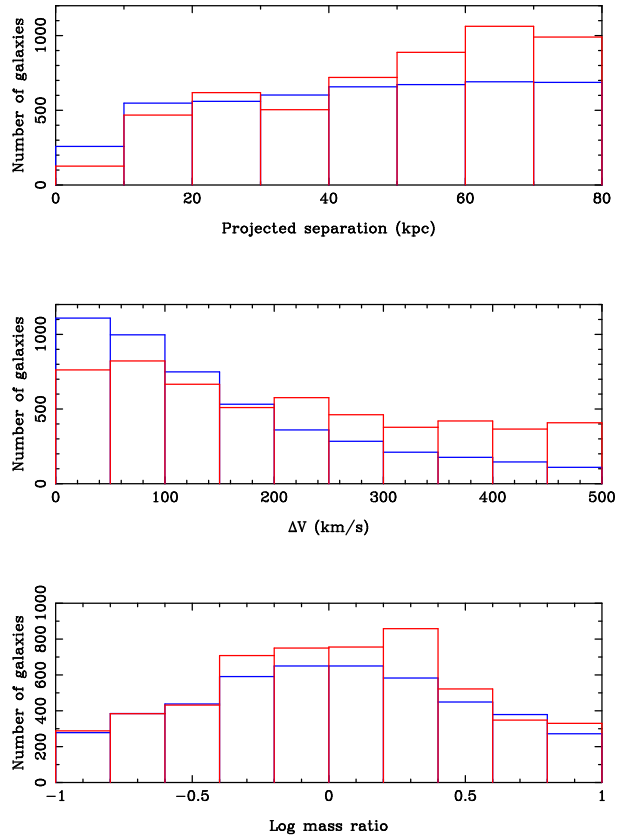 Number of galaxies
1000
500
0
0 20 40 60 80
Projected separation (kpc)
Number of galaxies
1000
500
0
0 100 200 300 400 500
ΔV (km/s)
Number of galaxies
1000
800
600
400
200
0
−1 −0.5 0 0.5 1
Log mass ratio